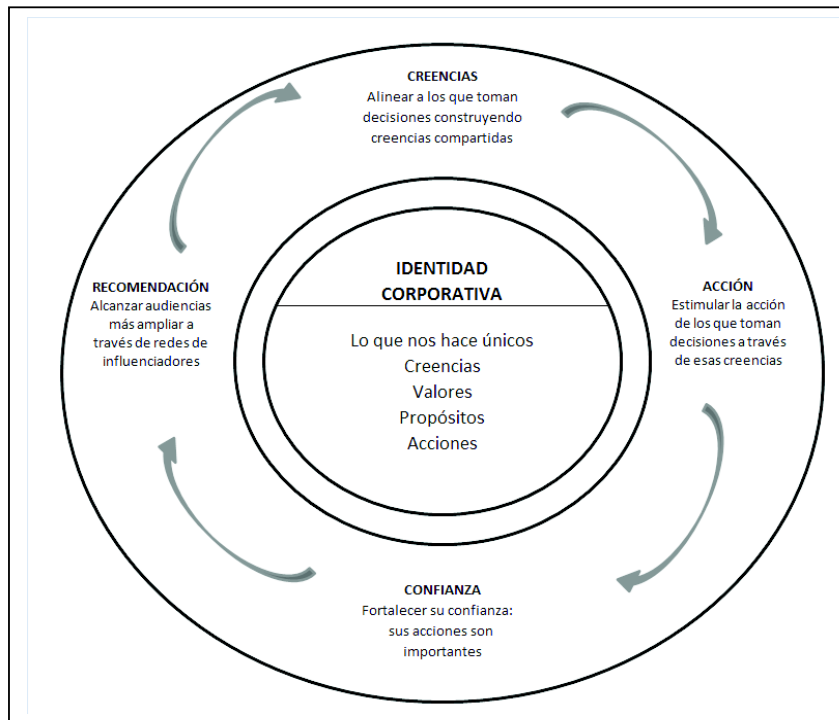 CREENCIAS
Alinear a los que toman
decisiones construyendo
creencias compartidas
RECOMENDACIÓN
Alcanzar audiencias
más ampliar a
través de redes de
influenciadores
IDENTIDAD
CORPORATIVA
Lo que nos hace únicos
Creencias
Valores
Propósitos
Acciones
ACCIÓN
Estimular la acción
de los que toman
decisiones a través
de esas creencias
CONFIANZA
Fortalecer su confianza:
sus acciones son
importantes